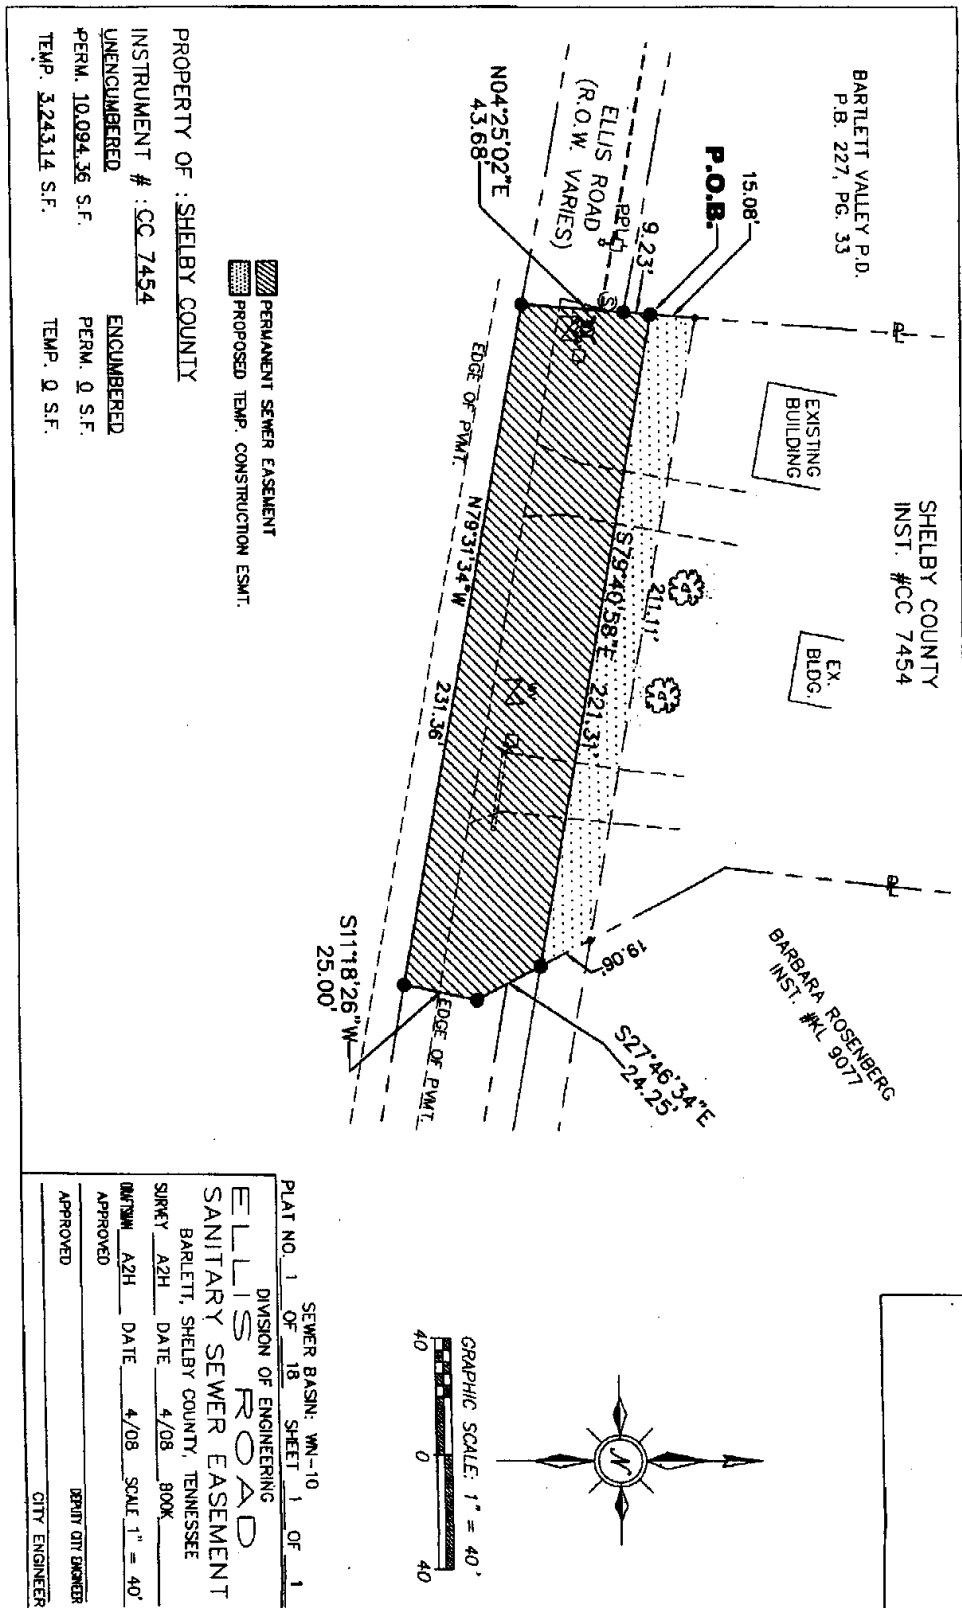 BARTLETT VALLEY P.D.
P.B. 227, PG. 33
15.08'
P.O.B.
9.23'
PP
ELLIS ROAD
(R.O.W. VARIES)
N04°25'02"E
43.68'
SHELBY COUNTY
INST. #CC 7454
EXISTING
BUILDING
EX.
BLDG.
211.11'
S79°40'58"E 221.31'
EDGE OF PVMT.
N79°31'34"W
231.36'
WV
19.06'
BARBARA ROSENBERG
INST. #KL 9077
S27°46'34"E
24.25'
EDGE OF PVMT.
S11°18'26"W
25.00'
PERMANENT SEWER EASEMENT
PROPOSED TEMP. CONSTRUCTION ESMT.
PROPERTY OF : SHELBY COUNTY
INSTRUMENT # : CC 7454
UNENCUMBERED ENCUMBERED
PERM. 10,094.36 S.F. PERM. 0 S.F.
TEMP. 3,243.14 S.F. TEMP. 0 S.F.
N
GRAPHIC SCALE: 1" = 40'
40 0 40
SEWER BASIN: WN-10
PLAT NO. 1 OF 18 SHEET 1 OF 1
DIVISION OF ENGINEERING
ELLIS ROAD
SANITARY SEWER EASEMENT
BARLETT, SHELBY COUNTY, TENNESSEE
SURVEY A2H DATE 4/08 BOOK
DRAFTSMAN A2H DATE 4/08 SCALE 1" = 40'
APPROVED
DEPUTY CITY ENGINEER
APPROVED
CITY ENGINEER